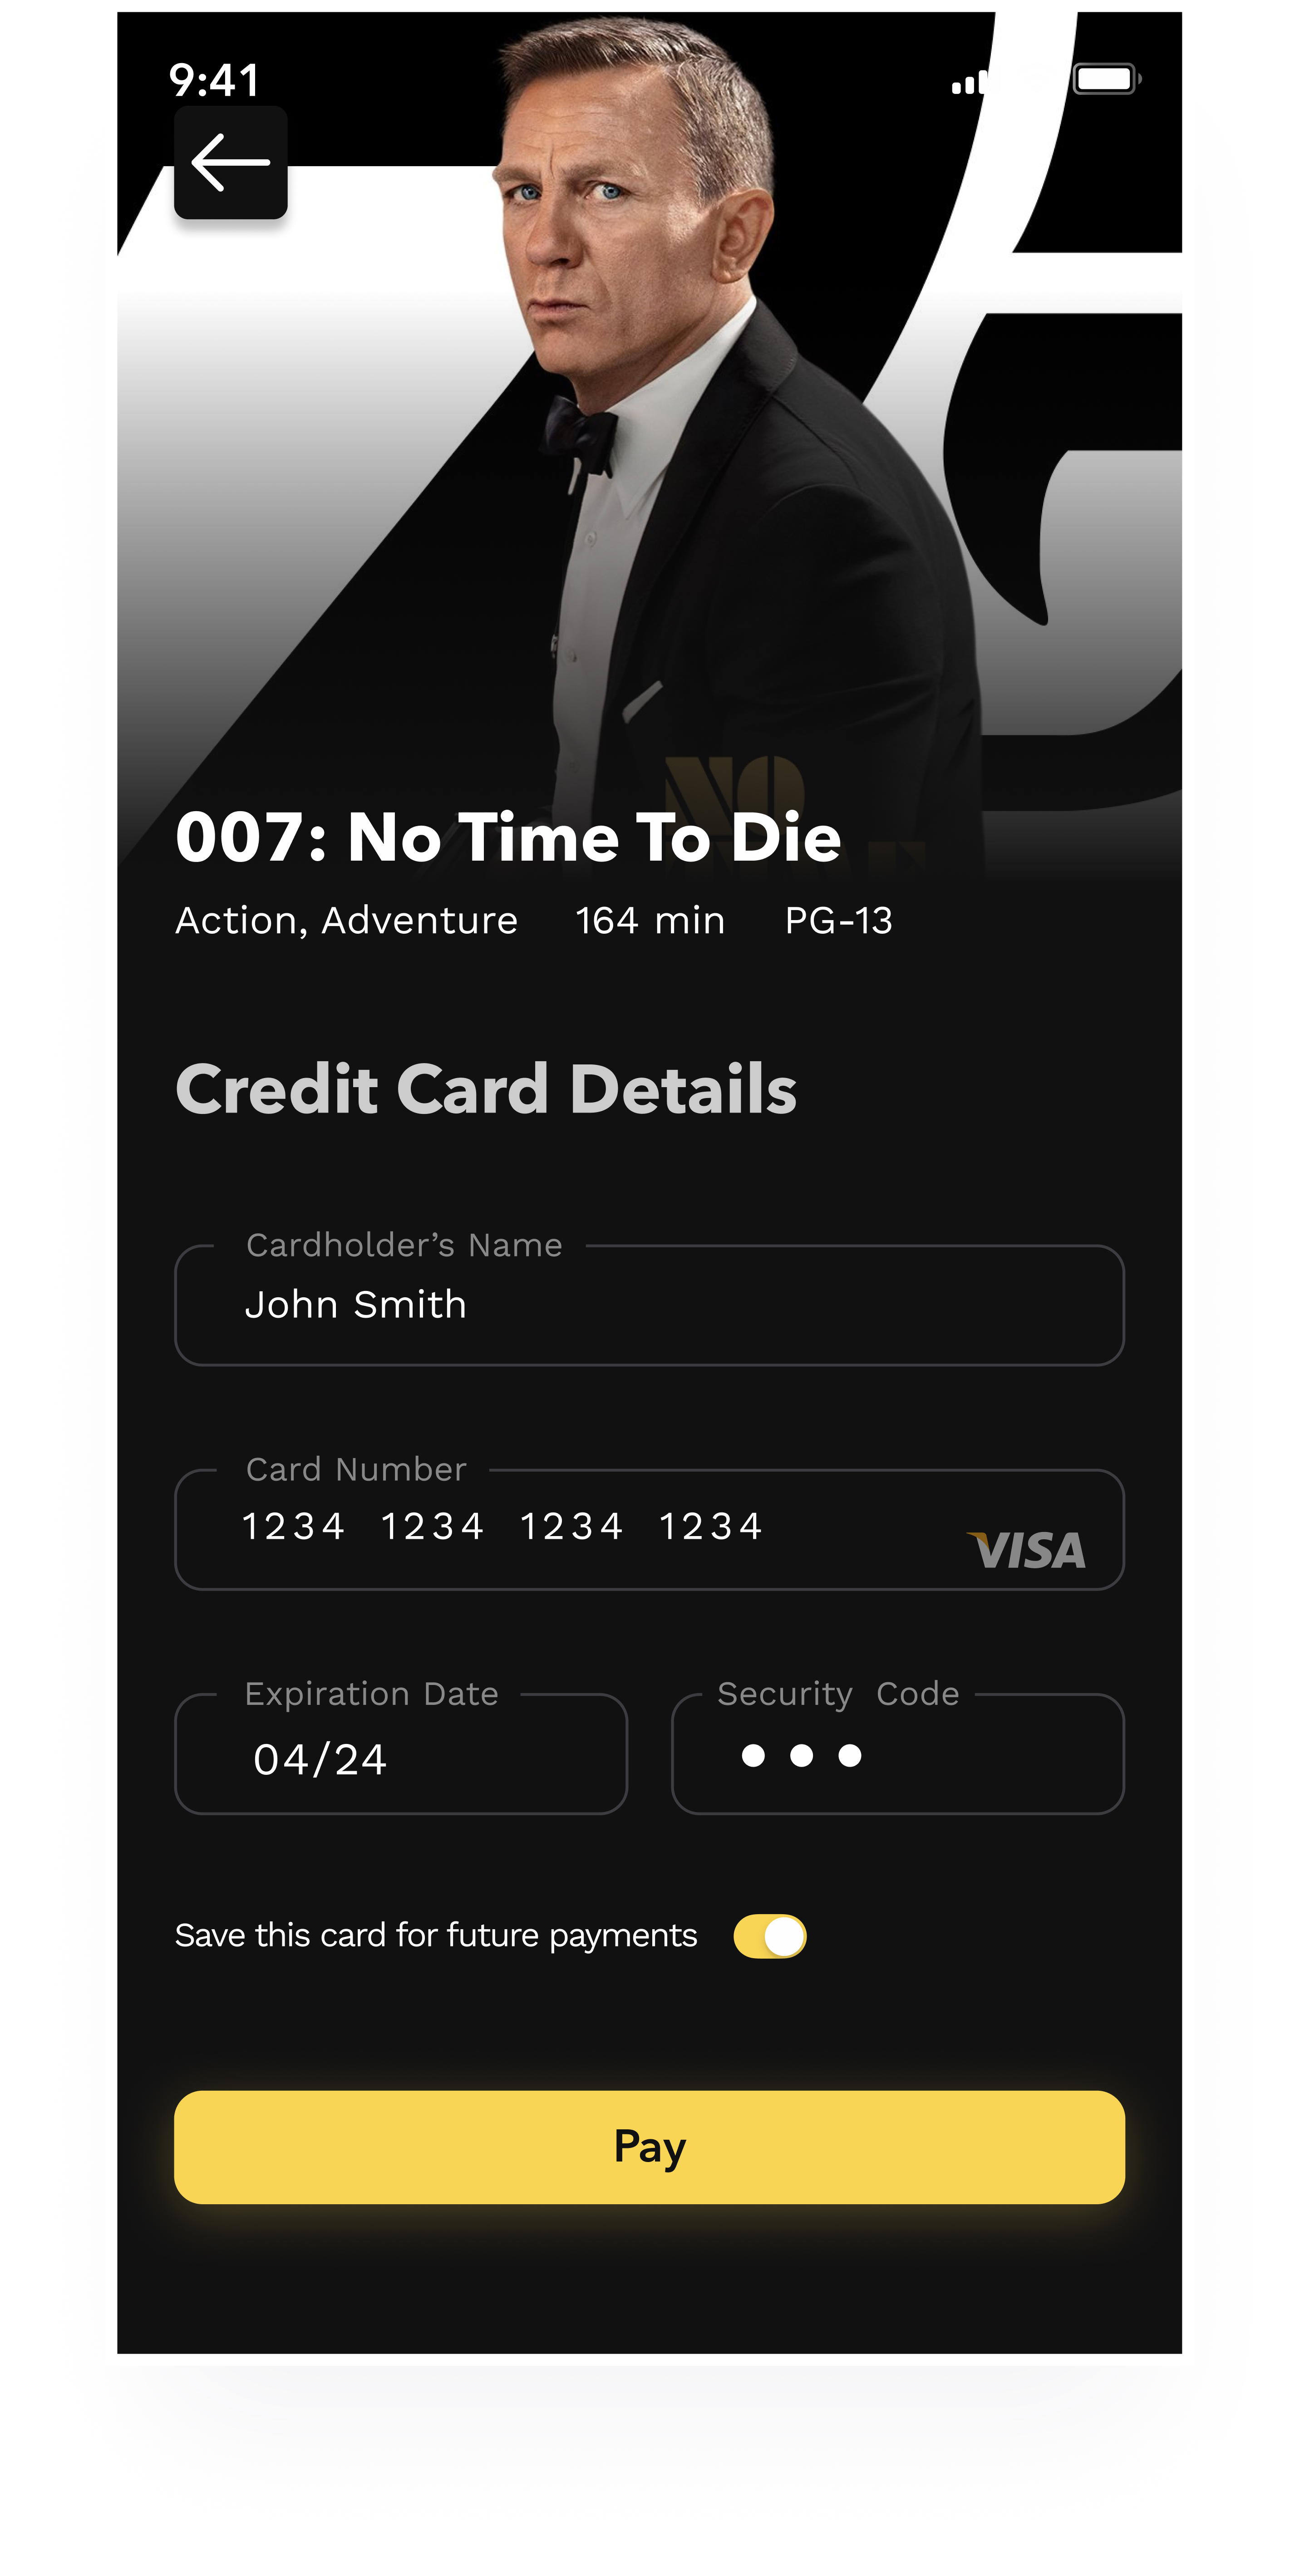 9:41
NO
007: No Time To Die
Action, Adventure 164 min PG-13
Credit Card Details
Cardholder’s Name
John Smith
Card Number
1234 1234 1234 1234
VISA
Expiration Date Security Code
04/24
Save this card for future payments
Pay